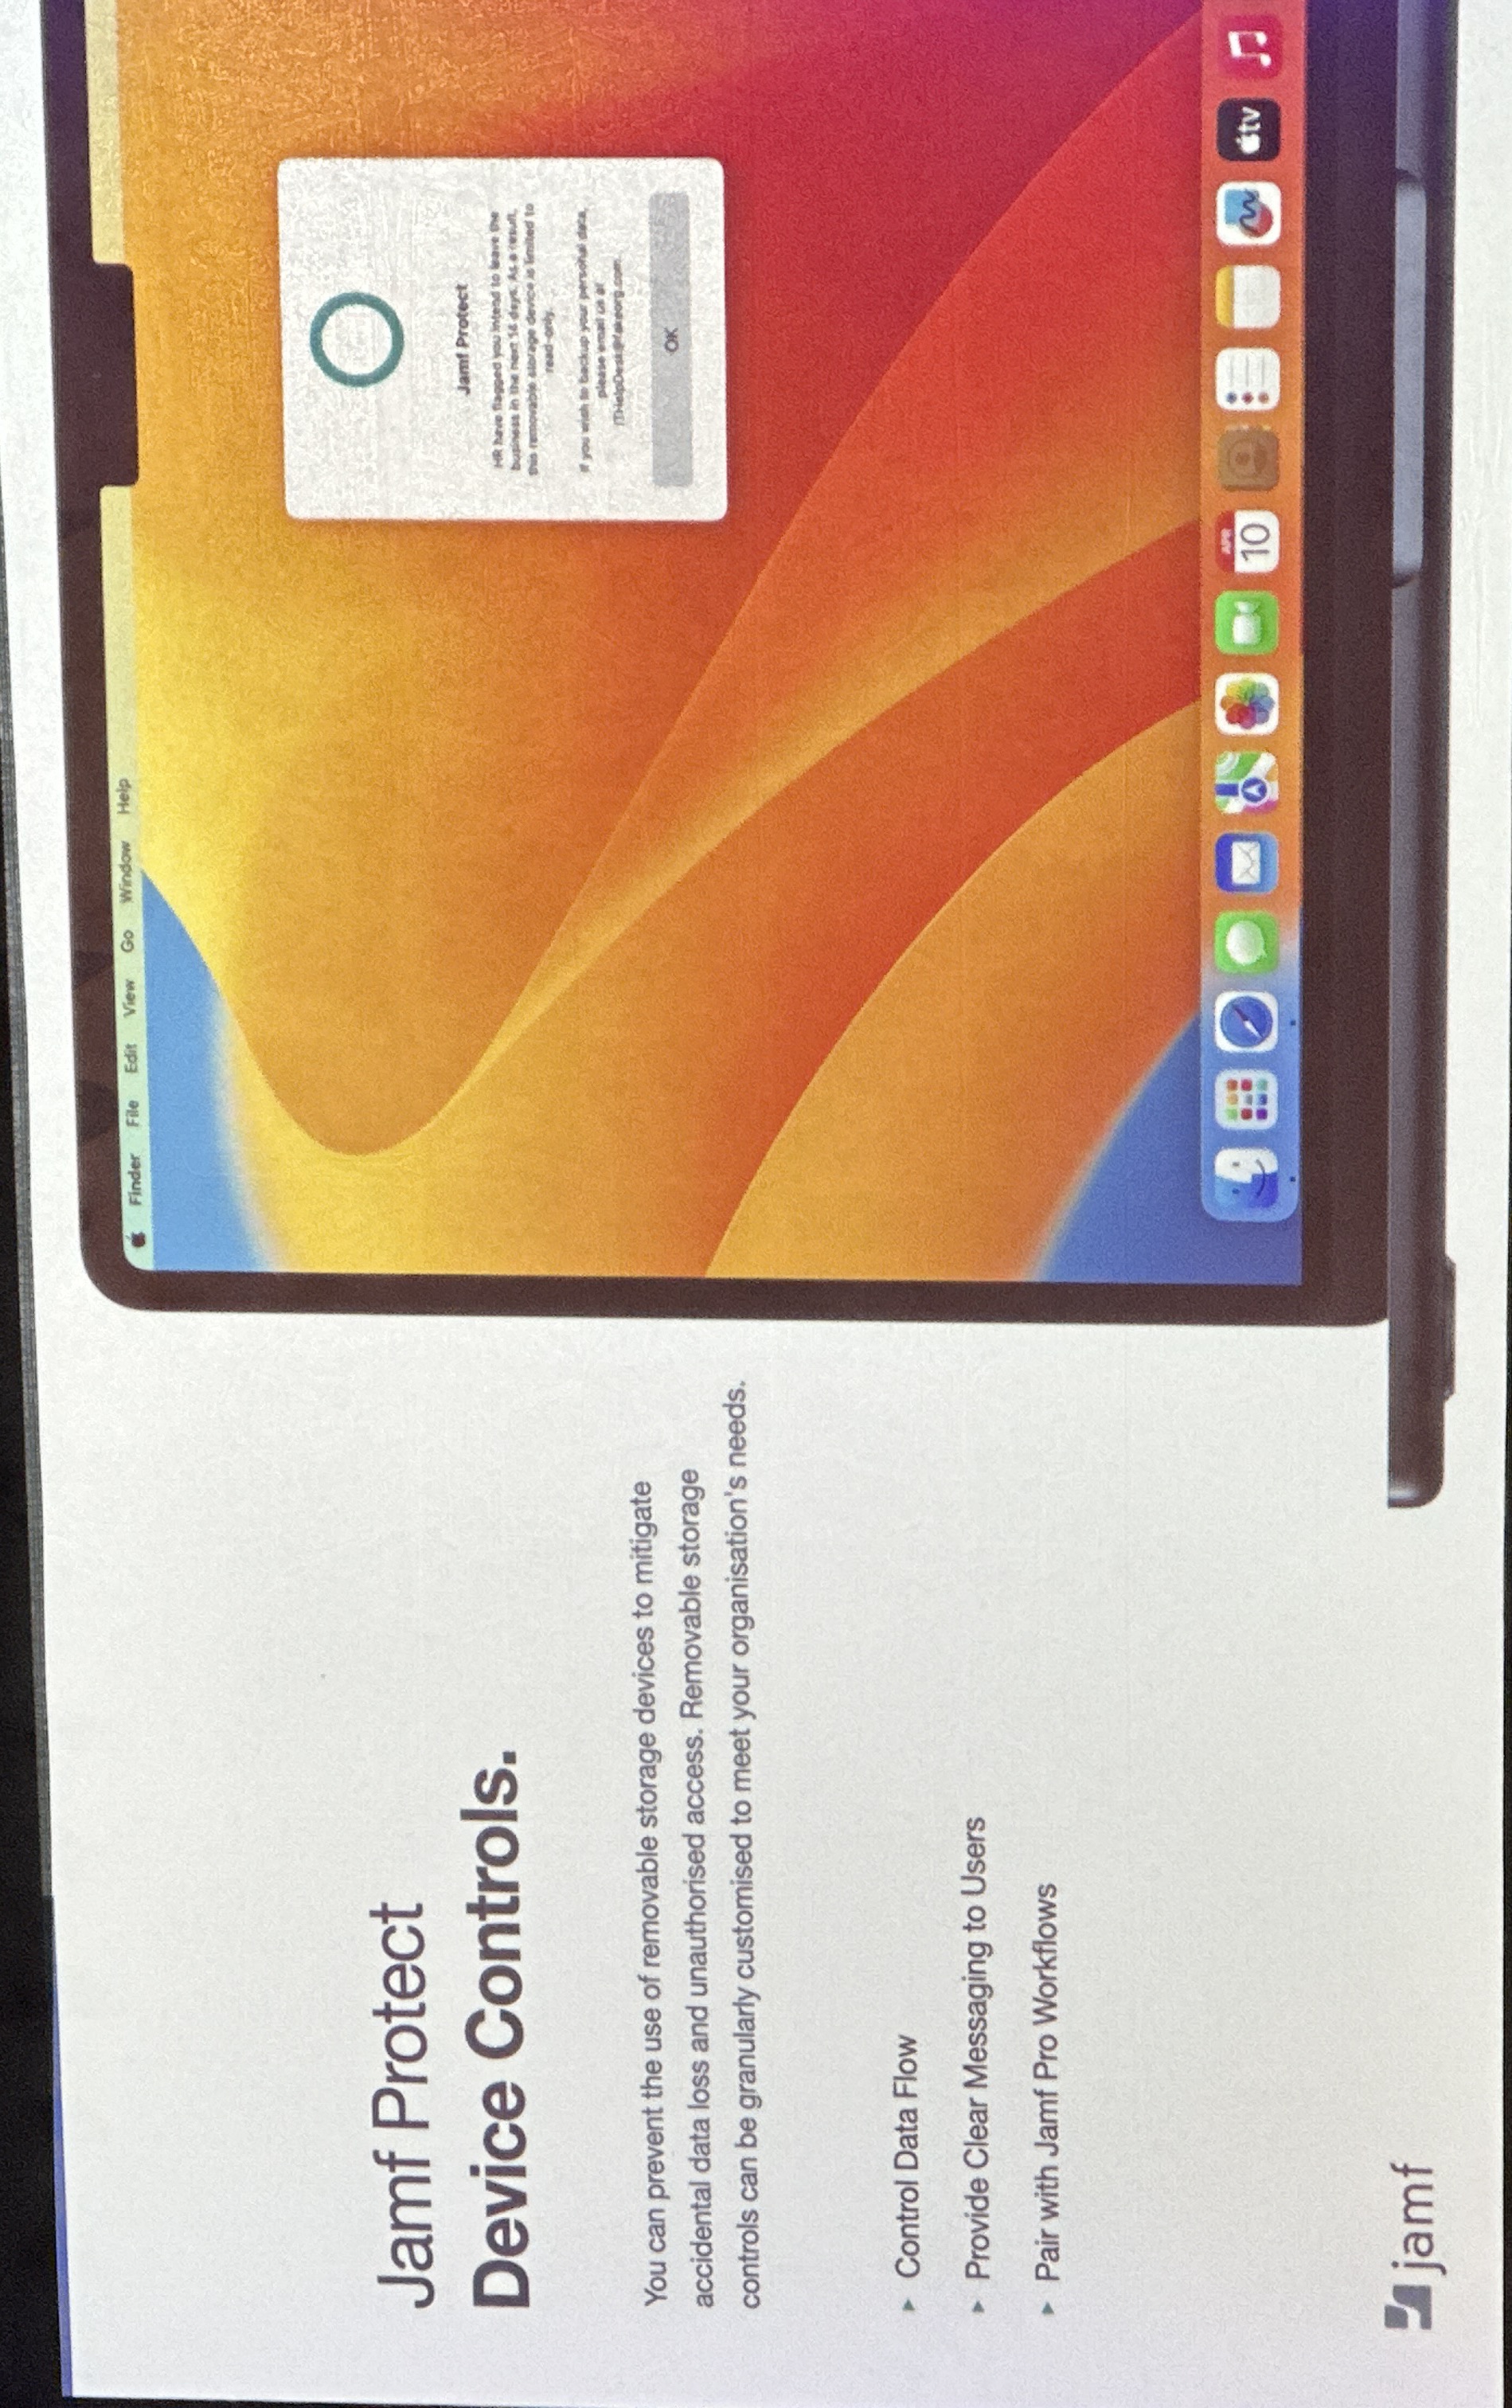 Jamf Protect
Device Controls.
You can prevent the use of removable storage devices to mitigate
accidental data loss and unauthorised access. Removable storage
controls can be granularly customised to meet your organisation's needs.
Control Data Flow
Provide Clear Messaging to Users
Pair with Jamf Pro Workflows
jamf
Finder File Edit View Go Window Help
Jamf Protect
HR have flagged you intend to leave the
business in the next 14 days. As a result,
this removable storage device is limited to
read-only.
If you wish to backup your personal data,
please email us at
ITHelpDesk@fakeorg.com
OK
APR
10
tv